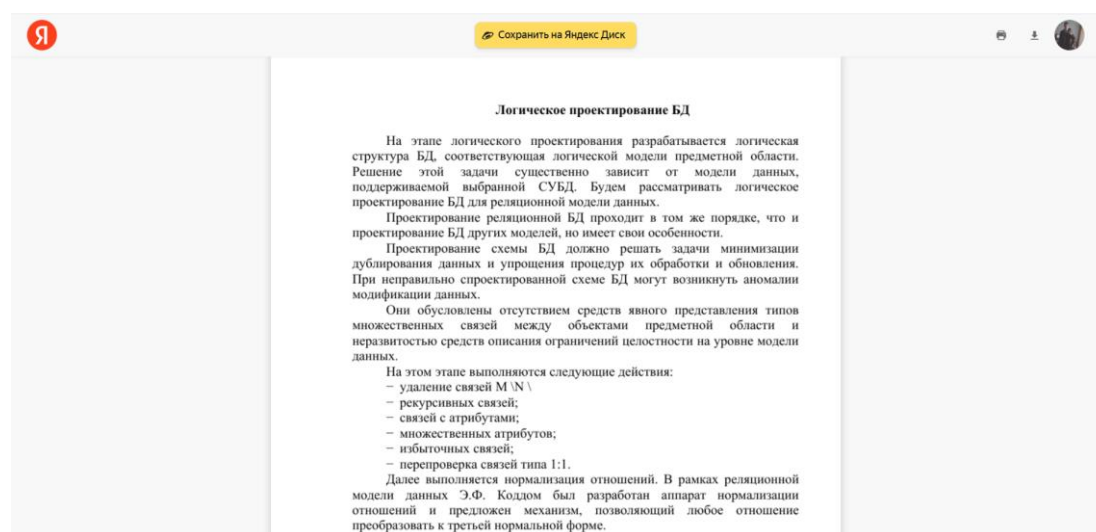 Я
Сохранить на Яндекс Диск
Логическое проектирование БД
На этапе логического проектирования разрабатывается логическая
структура БД, соответствующая логической модели предметной области.
Решение этой задачи существенно зависит от модели данных,
поддерживаемой выбранной СУБД. Будем рассматривать логическое
проектирование БД для реляционной модели данных.
Проектирование реляционной БД проходит в том же порядке, что и
проектирование БД других моделей, но имеет свои особенности.
Проектирование схемы БД должно решать задачи минимизации
дублирования данных и упрощения процедур их обработки и обновления.
При неправильно спроектированной схеме БД могут возникнуть аномалии
модификации данных.
Они обусловлены отсутствием средств явного представления типов
множественных связей между объектами предметной области и
неразвитостью средств описания ограничений целостности на уровне модели
данных.
На этом этапе выполняются следующие действия:
− удаление связей M \N \
− рекурсивных связей;
− связей с атрибутами;
− множественных атрибутов;
− избыточных связей;
− перепроверка связей типа 1:1.
Далее выполняется нормализация отношений. В рамках реляционной
модели данных Э.Ф. Коддом был разработан аппарат нормализации
отношений и предложен механизм, позволяющий любое отношение
преобразовать к третьей нормальной форме.